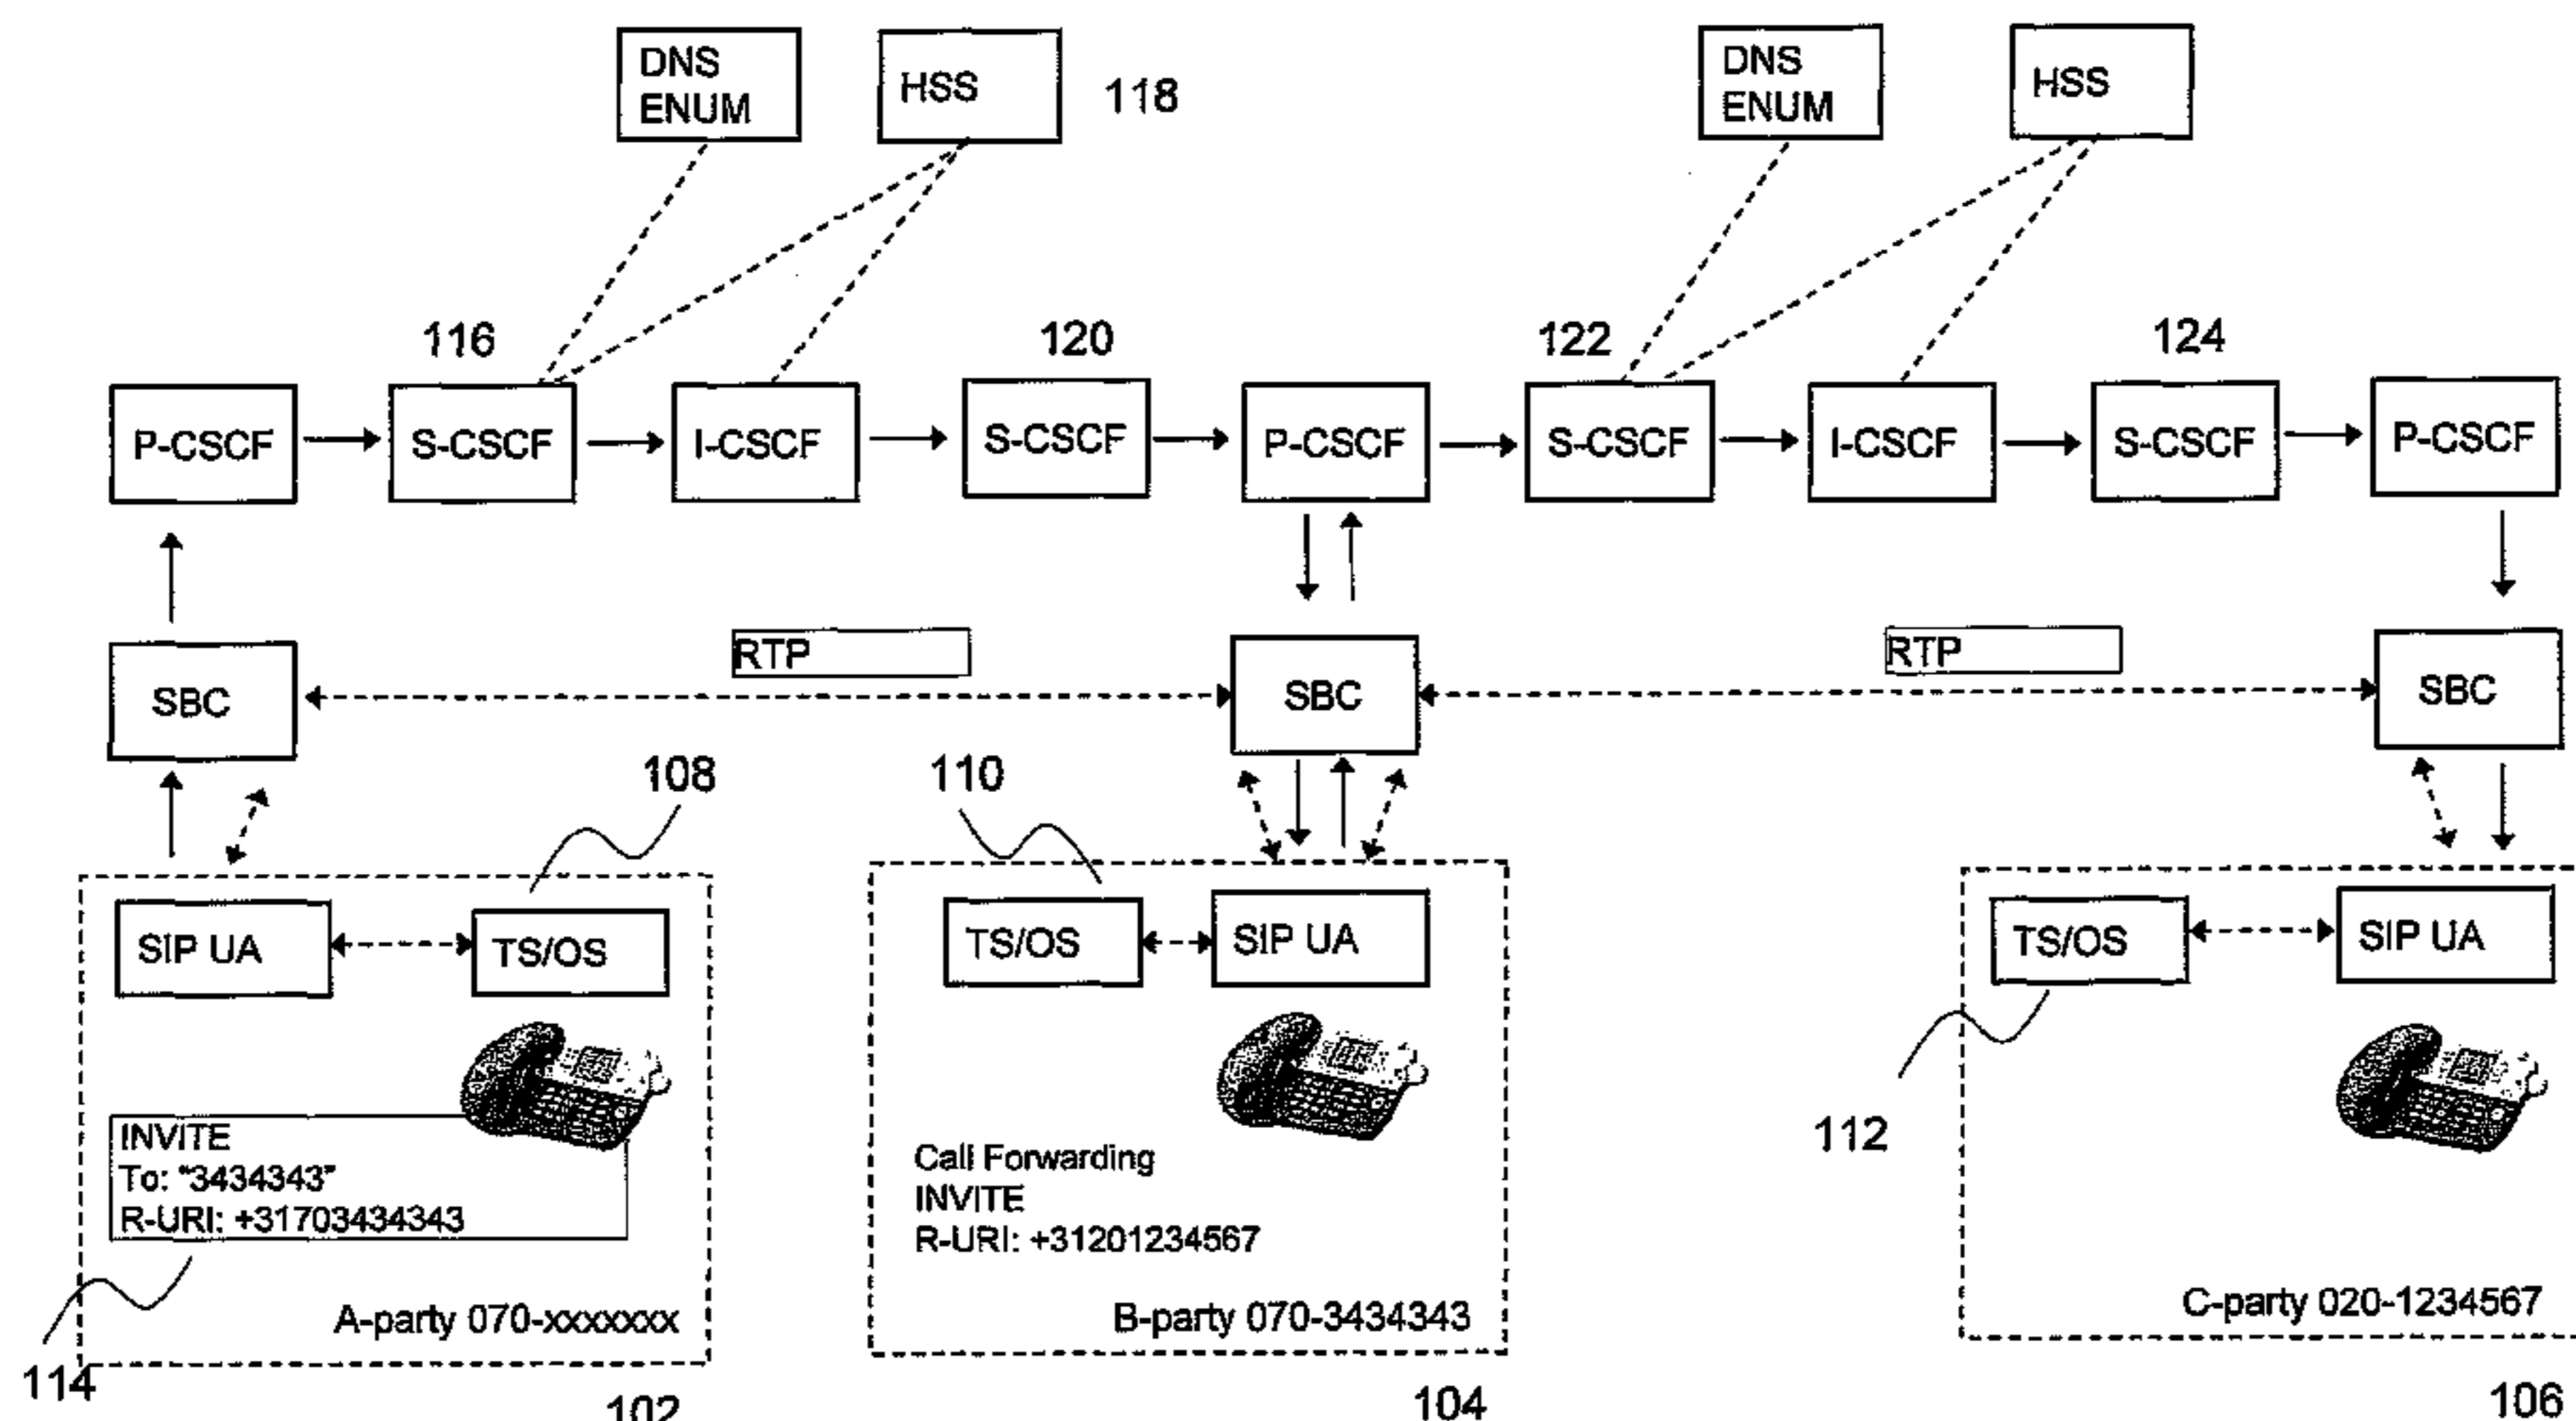 DNS
ENUM
HSS
118
DNS
ENUM
HSS
116
120
122
124
P-CSCF
S-CSCF
I-CSCF
S-CSCF
P-CSCF
S-CSCF
I-CSCF
S-CSCF
P-CSCF
RTP
RTP
SBC
SBC
SBC
108
110
SIP UA
TS/OS
TS/OS
SIP UA
TS/OS
SIP UA
INVITE
To: "3434343"
R-URI: +31703434343
Call Forwarding
INVITE
R-URI: +31201234567
112
A-party 070-xxxxxxx
B-party 070-3434343
C-party 020-1234567
114
102
104
106